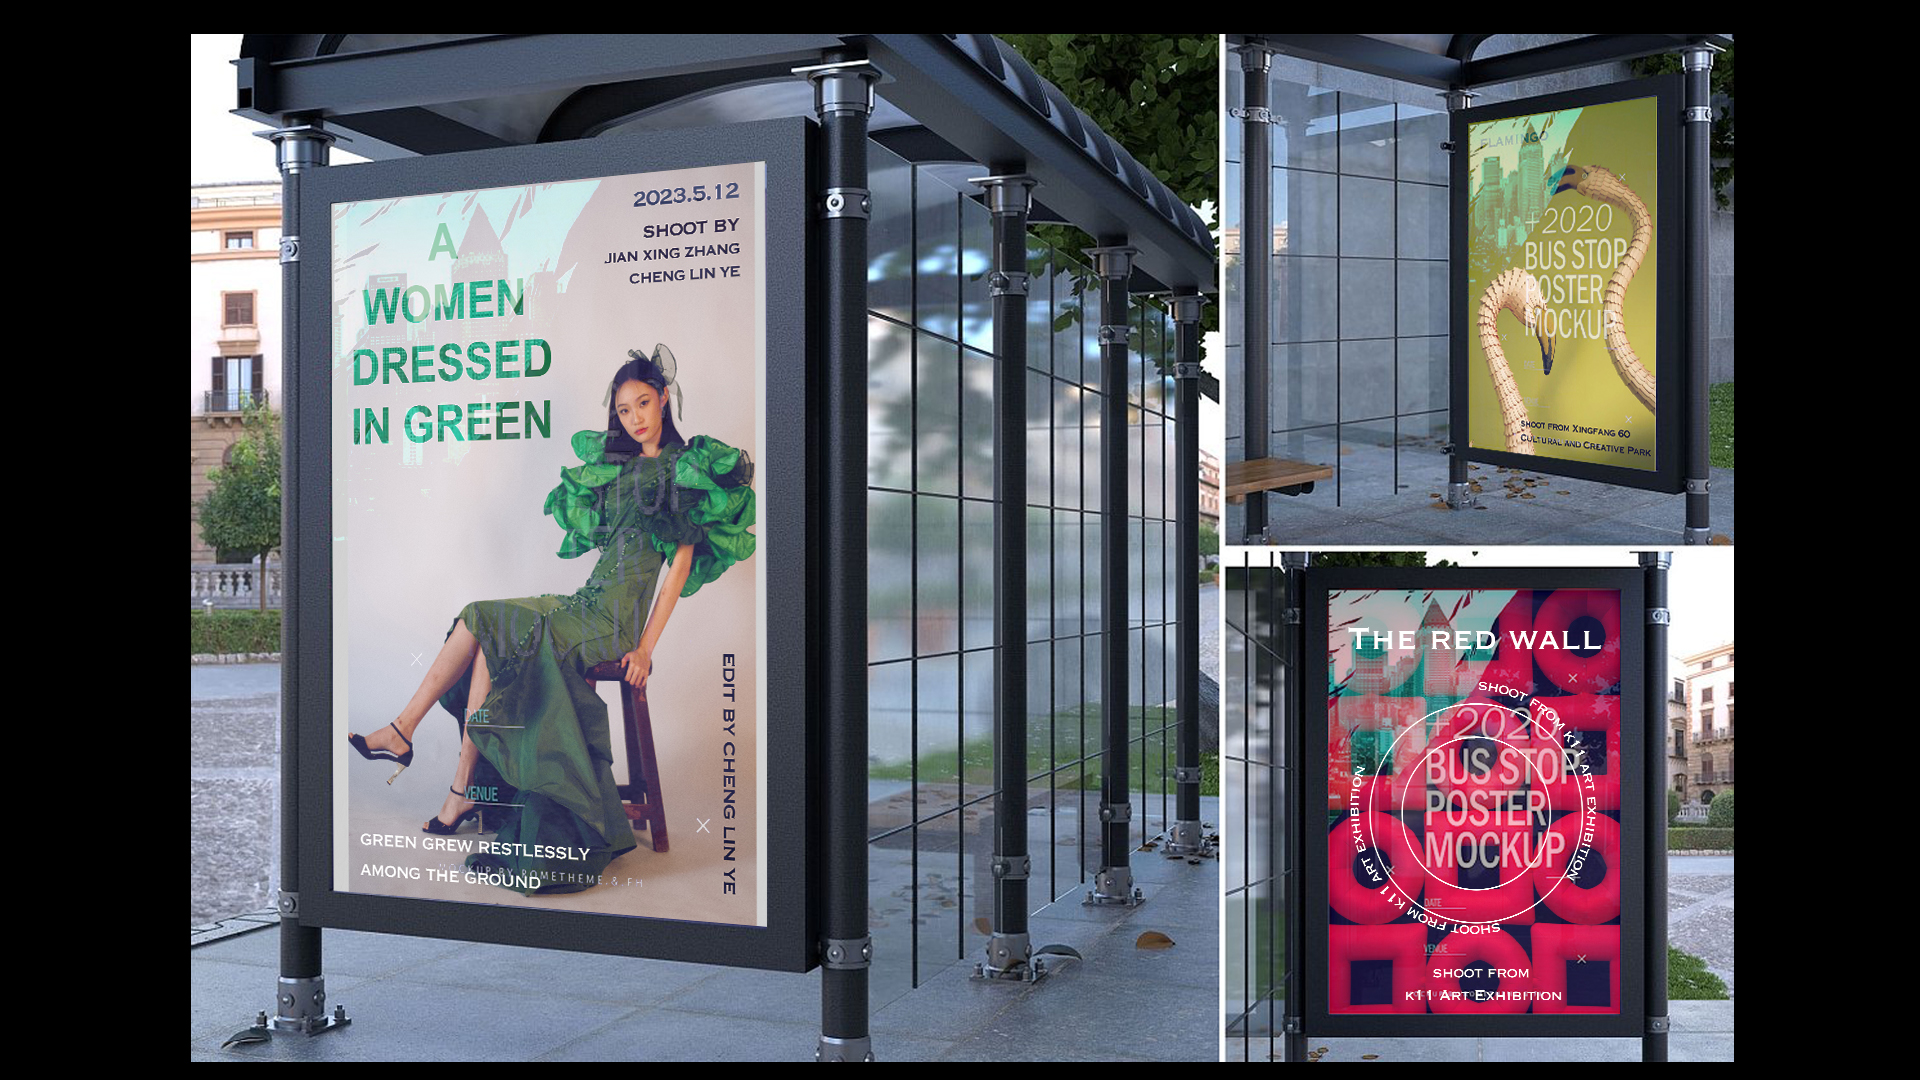 A
WOMEN
DRESSED
IN GREEN
2023.5.12
SHOOT BY
JIAN XING ZHANG
CHENG LIN YE
DATE
VENUE
EDIT BY CHENG LIN YE
GREEN GREW RESTLESSLY
AMONG THE GROUND
MOCKUP BY ROMETHEME & FH
FLAMINGO
+2020
BUS STOP
POSTER
MOCKUP
SHOOT FROM XINGFANG 60
CULTURAL AND CREATIVE PARK
THE RED WALL
SHOOT FROM K11 ART EXHIBITION
SHOOT FROM K11 ART EXHIBITION
+2020
BUS STOP
POSTER
MOCKUP
DATE
VENUE
SHOOT FROM
K11 ART EXHIBITION